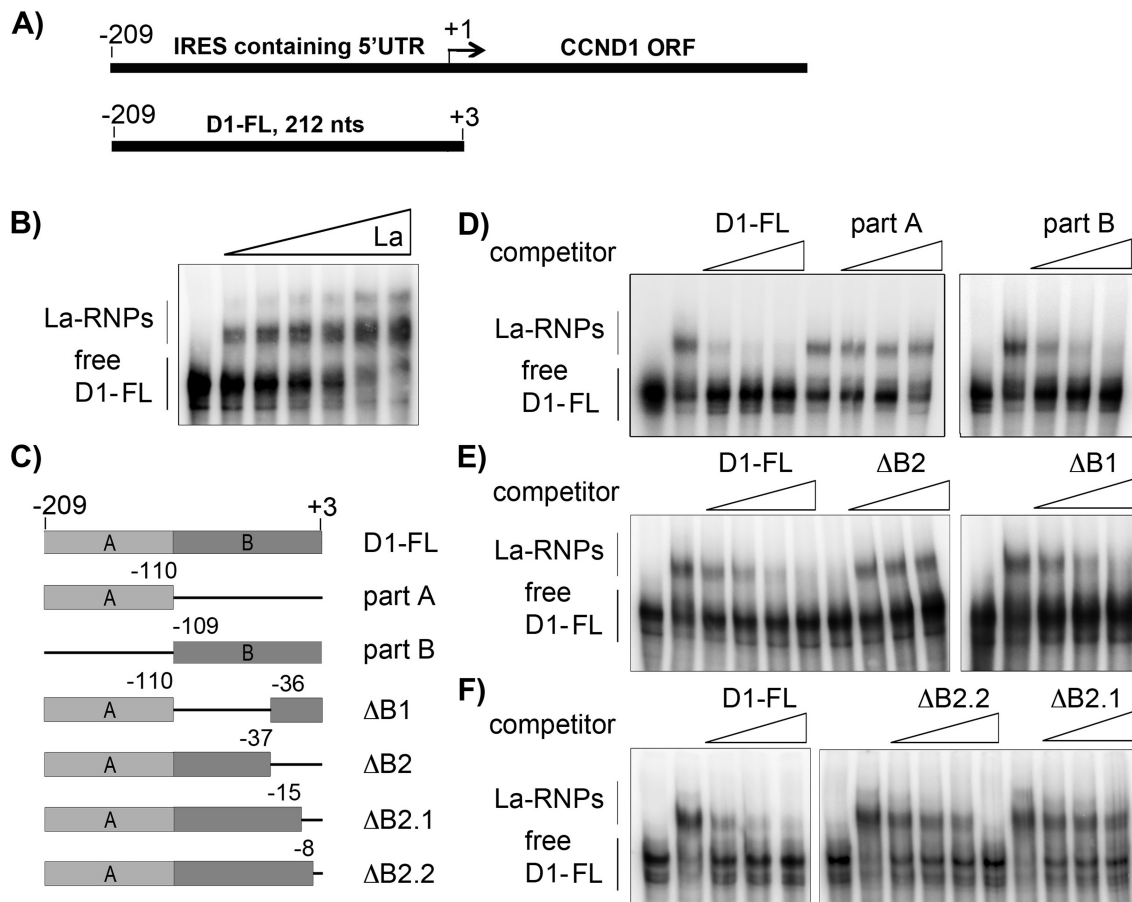 A)
-209
IRES containing 5'UTR
+1
CCND1 ORF
-209
D1-FL, 212 nts
+3
B)
La
La-RNPs
free
D1-FL
C)
-209
+3
A
B
D1-FL
-110
A
part A
-109
B
part B
-110
-36
A
ΔB1
-37
A
ΔB2
-15
A
ΔB2.1
-8
A
ΔB2.2
D)
competitor
D1-FL
part A
part B
La-RNPs
free
D1-FL
E)
competitor
D1-FL
ΔB2
ΔB1
La-RNPs
free
D1-FL
F)
competitor
D1-FL
ΔB2.2
ΔB2.1
La-RNPs
free
D1-FL